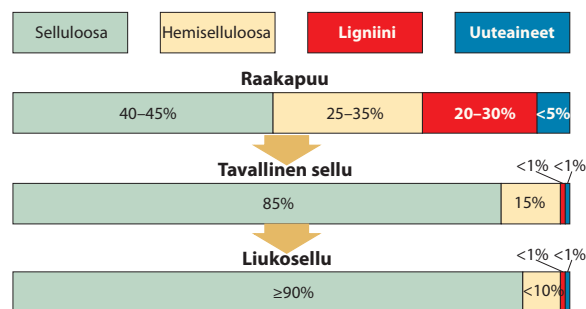 Selluloosa Hemiselluloosa Ligniini Uuteaineet
Raakapuu
40–45% 25–35% 20–30% <5%
<1% <1%
Tavallinen sellu
85% 15%
<1% <1%
Liukosellu
≥90% <10%